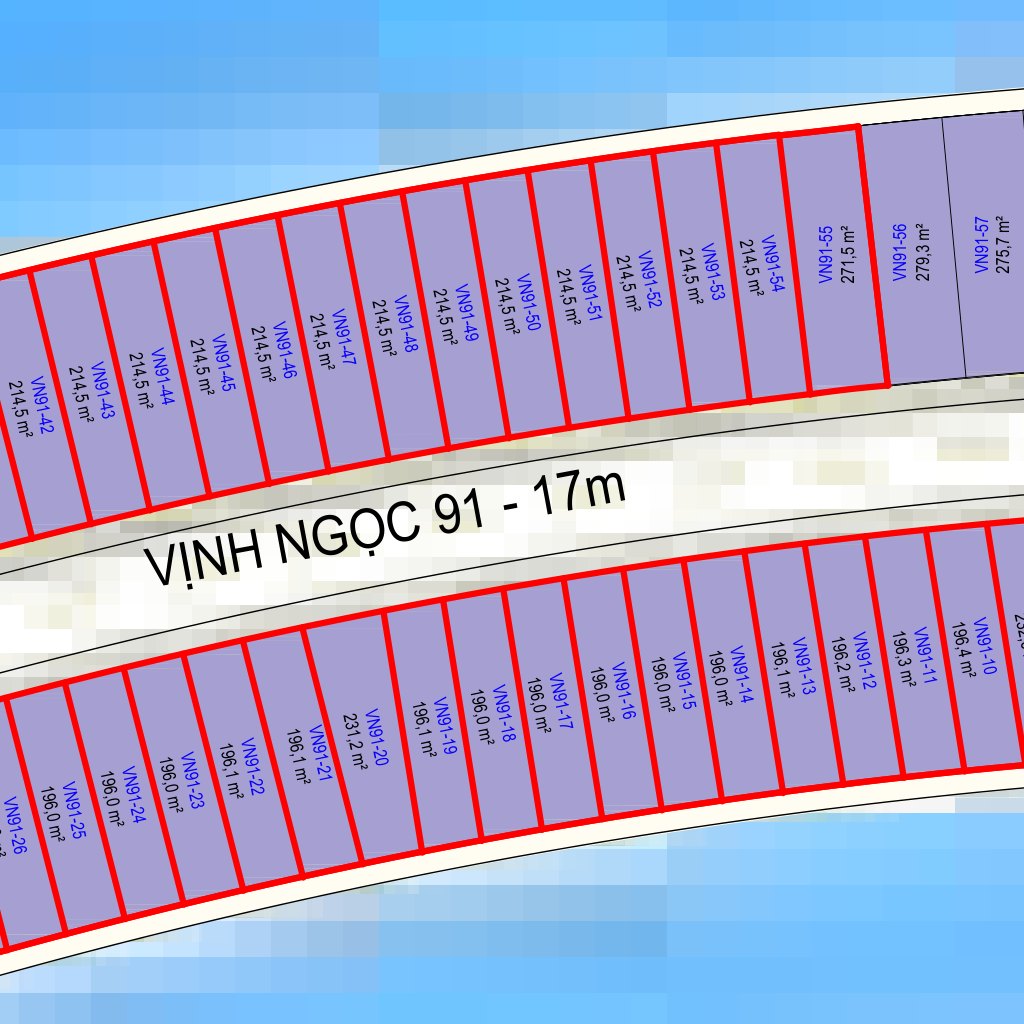 VN91-42
214,5 m²
VN91-43
214,5 m²
VN91-44
214,5 m²
VN91-45
214,5 m²
VN91-46
214,5 m²
VN91-47
214,5 m²
VN91-48
214,5 m²
VN91-49
214,5 m²
VN91-50
214,5 m²
VN91-51
214,5 m²
VN91-52
214,5 m²
VN91-53
214,5 m²
VN91-54
214,5 m²
VN91-55
271,5 m²
VN91-56
279,3 m²
VN91-57
275,7 m²
VỊNH NGỌC 91 - 17m
VN91-26
VN91-25
196,0 m²
VN91-24
196,0 m²
VN91-23
196,0 m²
VN91-22
196,1 m²
VN91-21
196,1 m²
VN91-20
231,2 m²
VN91-19
196,1 m²
VN91-18
196,0 m²
VN91-17
196,0 m²
VN91-16
196,0 m²
VN91-15
196,0 m²
VN91-14
196,0 m²
VN91-13
196,1 m²
VN91-12
196,2 m²
VN91-11
196,3 m²
VN91-10
196,4 m²